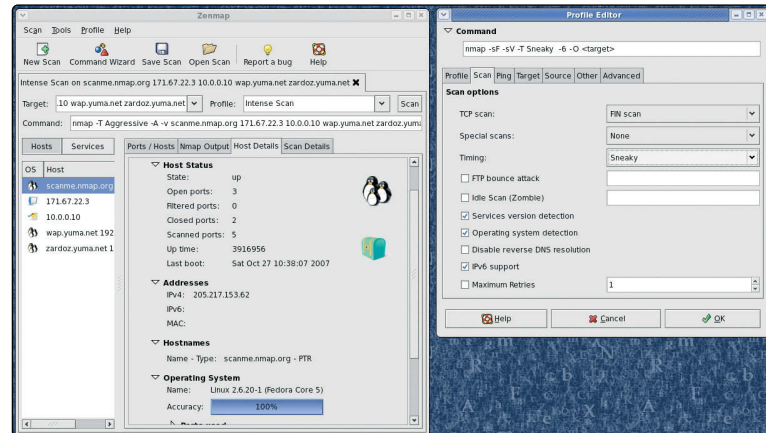 Zenmap
Scan Tools Profile Help
New Scan Command Wizard Save Scan Open Scan Report a bug Help
Intense Scan on scanme.nmap.org 171.67.22.3 10.0.0.10 wap.yuma.net zardoz.yuma.net
Target: .10 wap.yuma.net zardoz.yuma.net Profile: Intense Scan Scan
Command: nmap -T Aggressive -A -v scanme.nmap.org 171.67.22.3 10.0.0.10 wap.yuma.net zardoz.yuma
Hosts Services
Ports / Hosts Nmap Output Host Details Scan Details
OS Host
scanme.nmap.org
171.67.22.3
10.0.0.10
wap.yuma.net 192
zardoz.yuma.net 1
Host Status
State: up
Open ports: 3
Filtered ports: 0
Closed ports: 2
Scanned ports: 5
Up time: 3916956
Last boot: Sat Oct 27 10:38:07 2007
Addresses
IPv4: 205.217.153.62
IPv6:
MAC:
Hostnames
Name - Type: scanme.nmap.org - PTR
Operating System
Name: Linux 2.6.20-1 (Fedora Core 5)
Accuracy: 100%
Ports used
Profile Editor
Command
nmap -sF -sV -T Sneaky -6 -O <target>
Profile Scan Ping Target Source Other Advanced
Scan options
TCP scan: FIN scan
Special scans: None
Timing: Sneaky
FTP bounce attack
Idle Scan (Zombie)
Services version detection
Operating system detection
Disable reverse DNS resolution
IPv6 support
Maximum Retries 1
Help Cancel OK